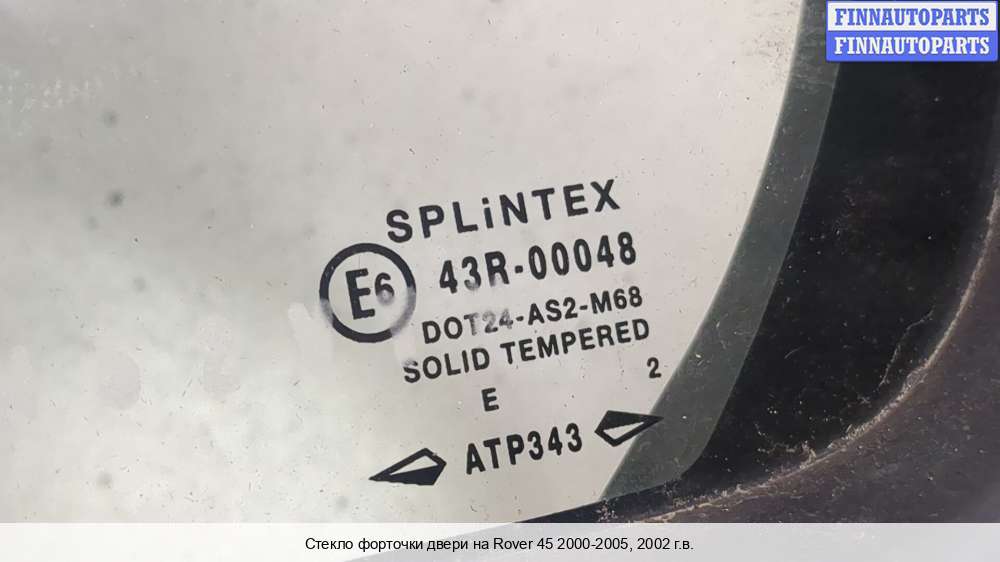 FINNAUTOPARTS
FINNAUTOPARTS
SPLiNTEX
E6 43R-00048
DOT24-AS2-M68
SOLID TEMPERED
E 2
ATP343
Стекло форточки двери на Rover 45 2000-2005, 2002 г.в.